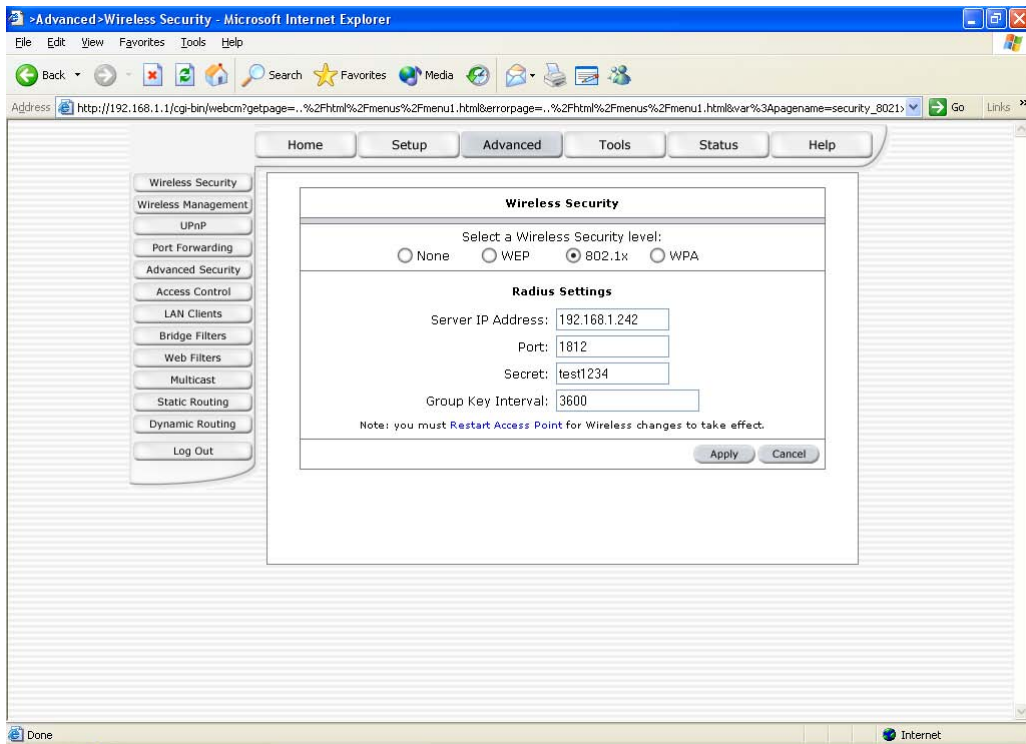 >Advanced>Wireless Security - Microsoft Internet Explorer
File Edit View Favorites Tools Help
Back Search Favorites Media
Address http://192.168.1.1/cgi-bin/webcm?getpage=..%2Fhtml%2Fmenus%2Fmenu1.html&errorpage=..%2Fhtml%2Fmenus%2Fmenu1.html&var%3Apagename=security_8021x Go Links »
Home Setup Advanced Tools Status Help
Wireless Security
Wireless Management
UPnP
Port Forwarding
Advanced Security
Access Control
LAN Clients
Bridge Filters
Web Filters
Multicast
Static Routing
Dynamic Routing
Log Out
Wireless Security
Select a Wireless Security level:
None WEP 802.1x WPA
Radius Settings
Server IP Address: 192.168.1.242
Port: 1812
Secret: test1234
Group Key Interval: 3600
Note: you must Restart Access Point for Wireless changes to take effect.
Apply Cancel
Done Internet